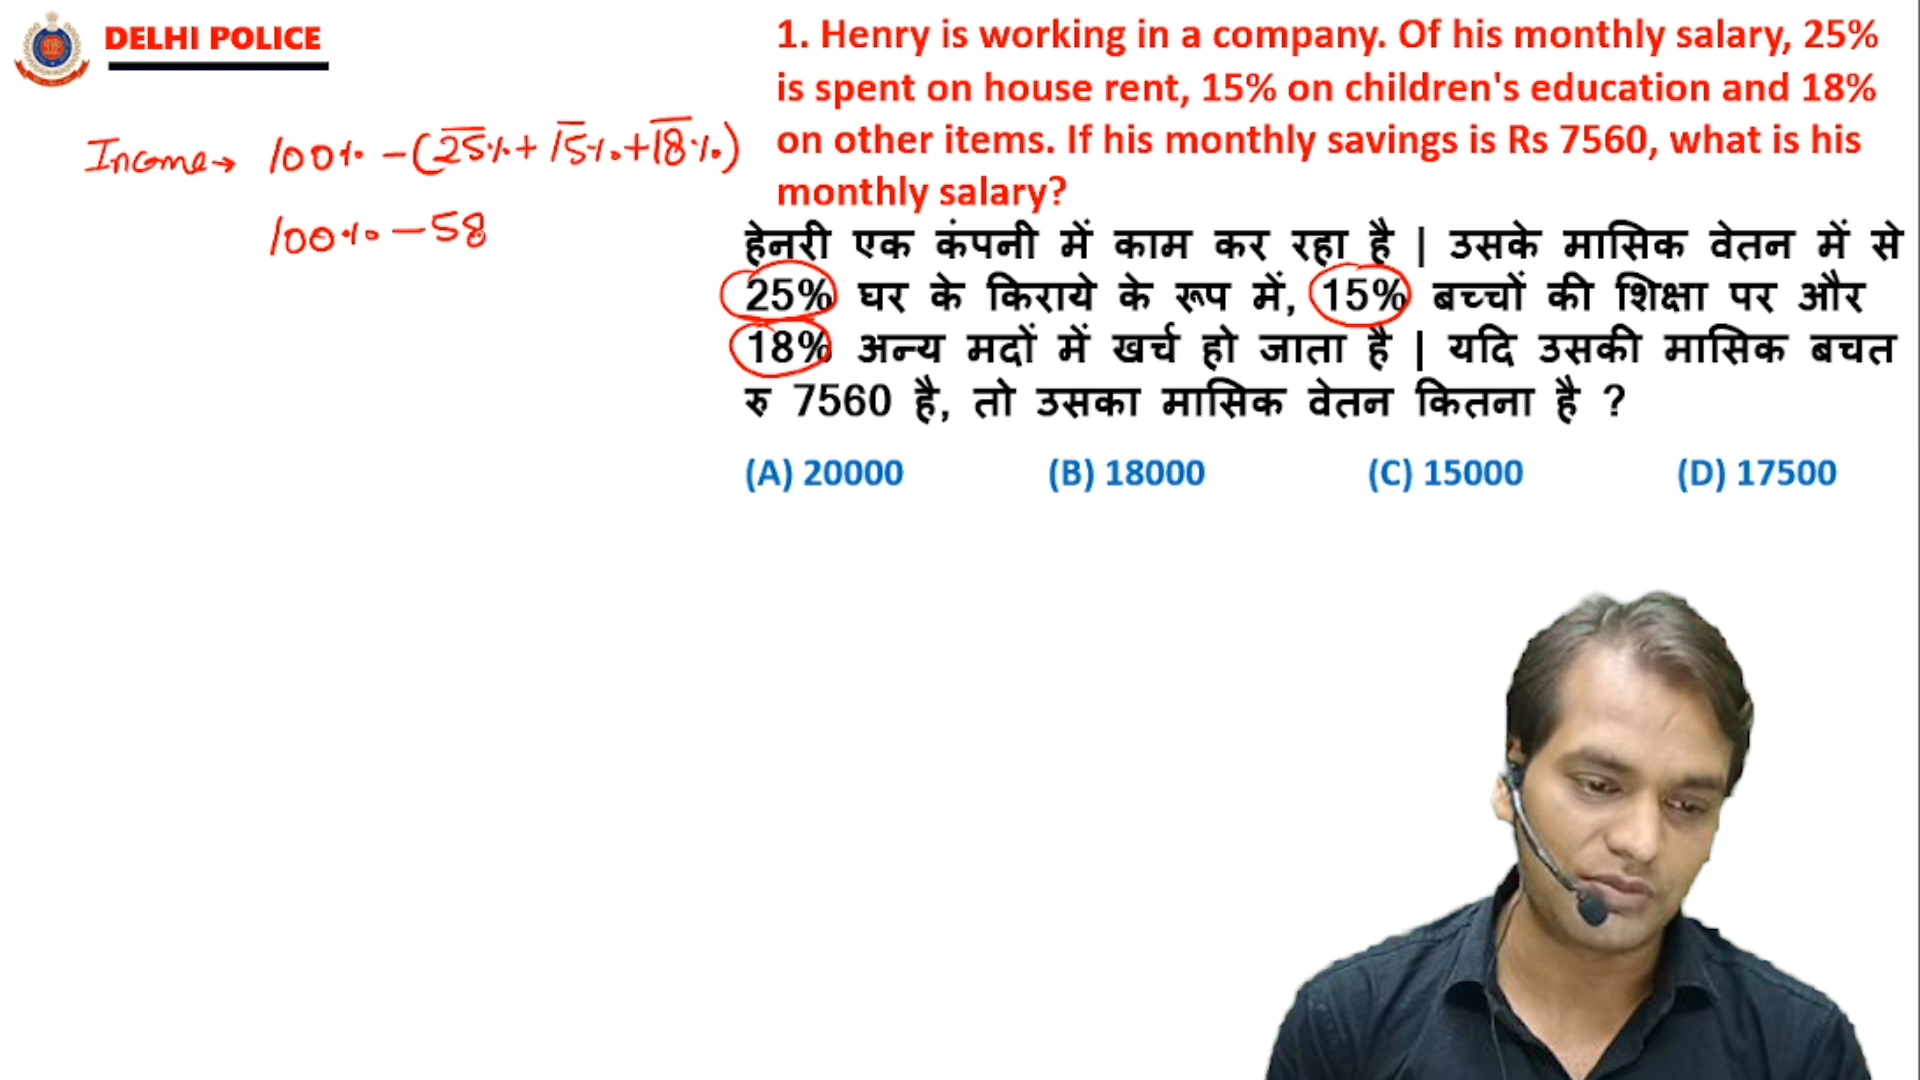 DELHI POLICE
1. Henry is working in a company. Of his monthly salary, 25%
is spent on house rent, 15% on children's education and 18%
on other items. If his monthly savings is Rs 7560, what is his
monthly salary?
Income→ 100% - (25% + 15% + 18%)
100% - 58
हेनरी एक कंपनी में काम कर रहा है | उसके मासिक वेतन में से
25% घर के किराये के रूप में, 15% बच्चों की शिक्षा पर और
18% अन्य मदों में खर्च हो जाता है | यदि उसकी मासिक बचत
रु 7560 है, तो उसका मासिक वेतन कितना है ?
(A) 20000 (B) 18000 (C) 15000 (D) 17500